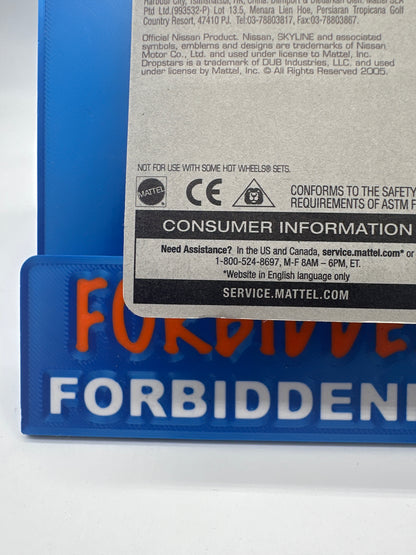 Harbour City, Tsimshatsui, HK, China. Diimport & Diedarkan Oleh: Mattel SEA
Ptd Ltd.(993532-P) Lot 13.5, Menara Lien Hoe, Persiaran Tropicana Golf
Country Resort, 47410 PJ. Tel:03-78803817, Fax:03-78803867.
Official Nissan Product. Nissan, SKYLINE and associated
symbols, emblems and designs are trademarks of Nissan
Motor Co., Ltd. and used under license to Mattel, Inc.
Dropstars is a trademark of DUB Industries, LLC, and used
under license by Mattel, Inc. © All Rights Reserved 2005.
NOT FOR USE WITH SOME HOT WHEELS® SETS.
MATTEL
CE
CONFORMS TO THE SAFETY
REQUIREMENTS OF ASTM F
CONSUMER INFORMATION
Need Assistance? In the US and Canada, service.mattel.com* or
1-800-524-8697, M-F 8AM – 6PM, ET.
*Website in English language only
SERVICE.MATTEL.COM
FORBIDDE
FORBIDDEN